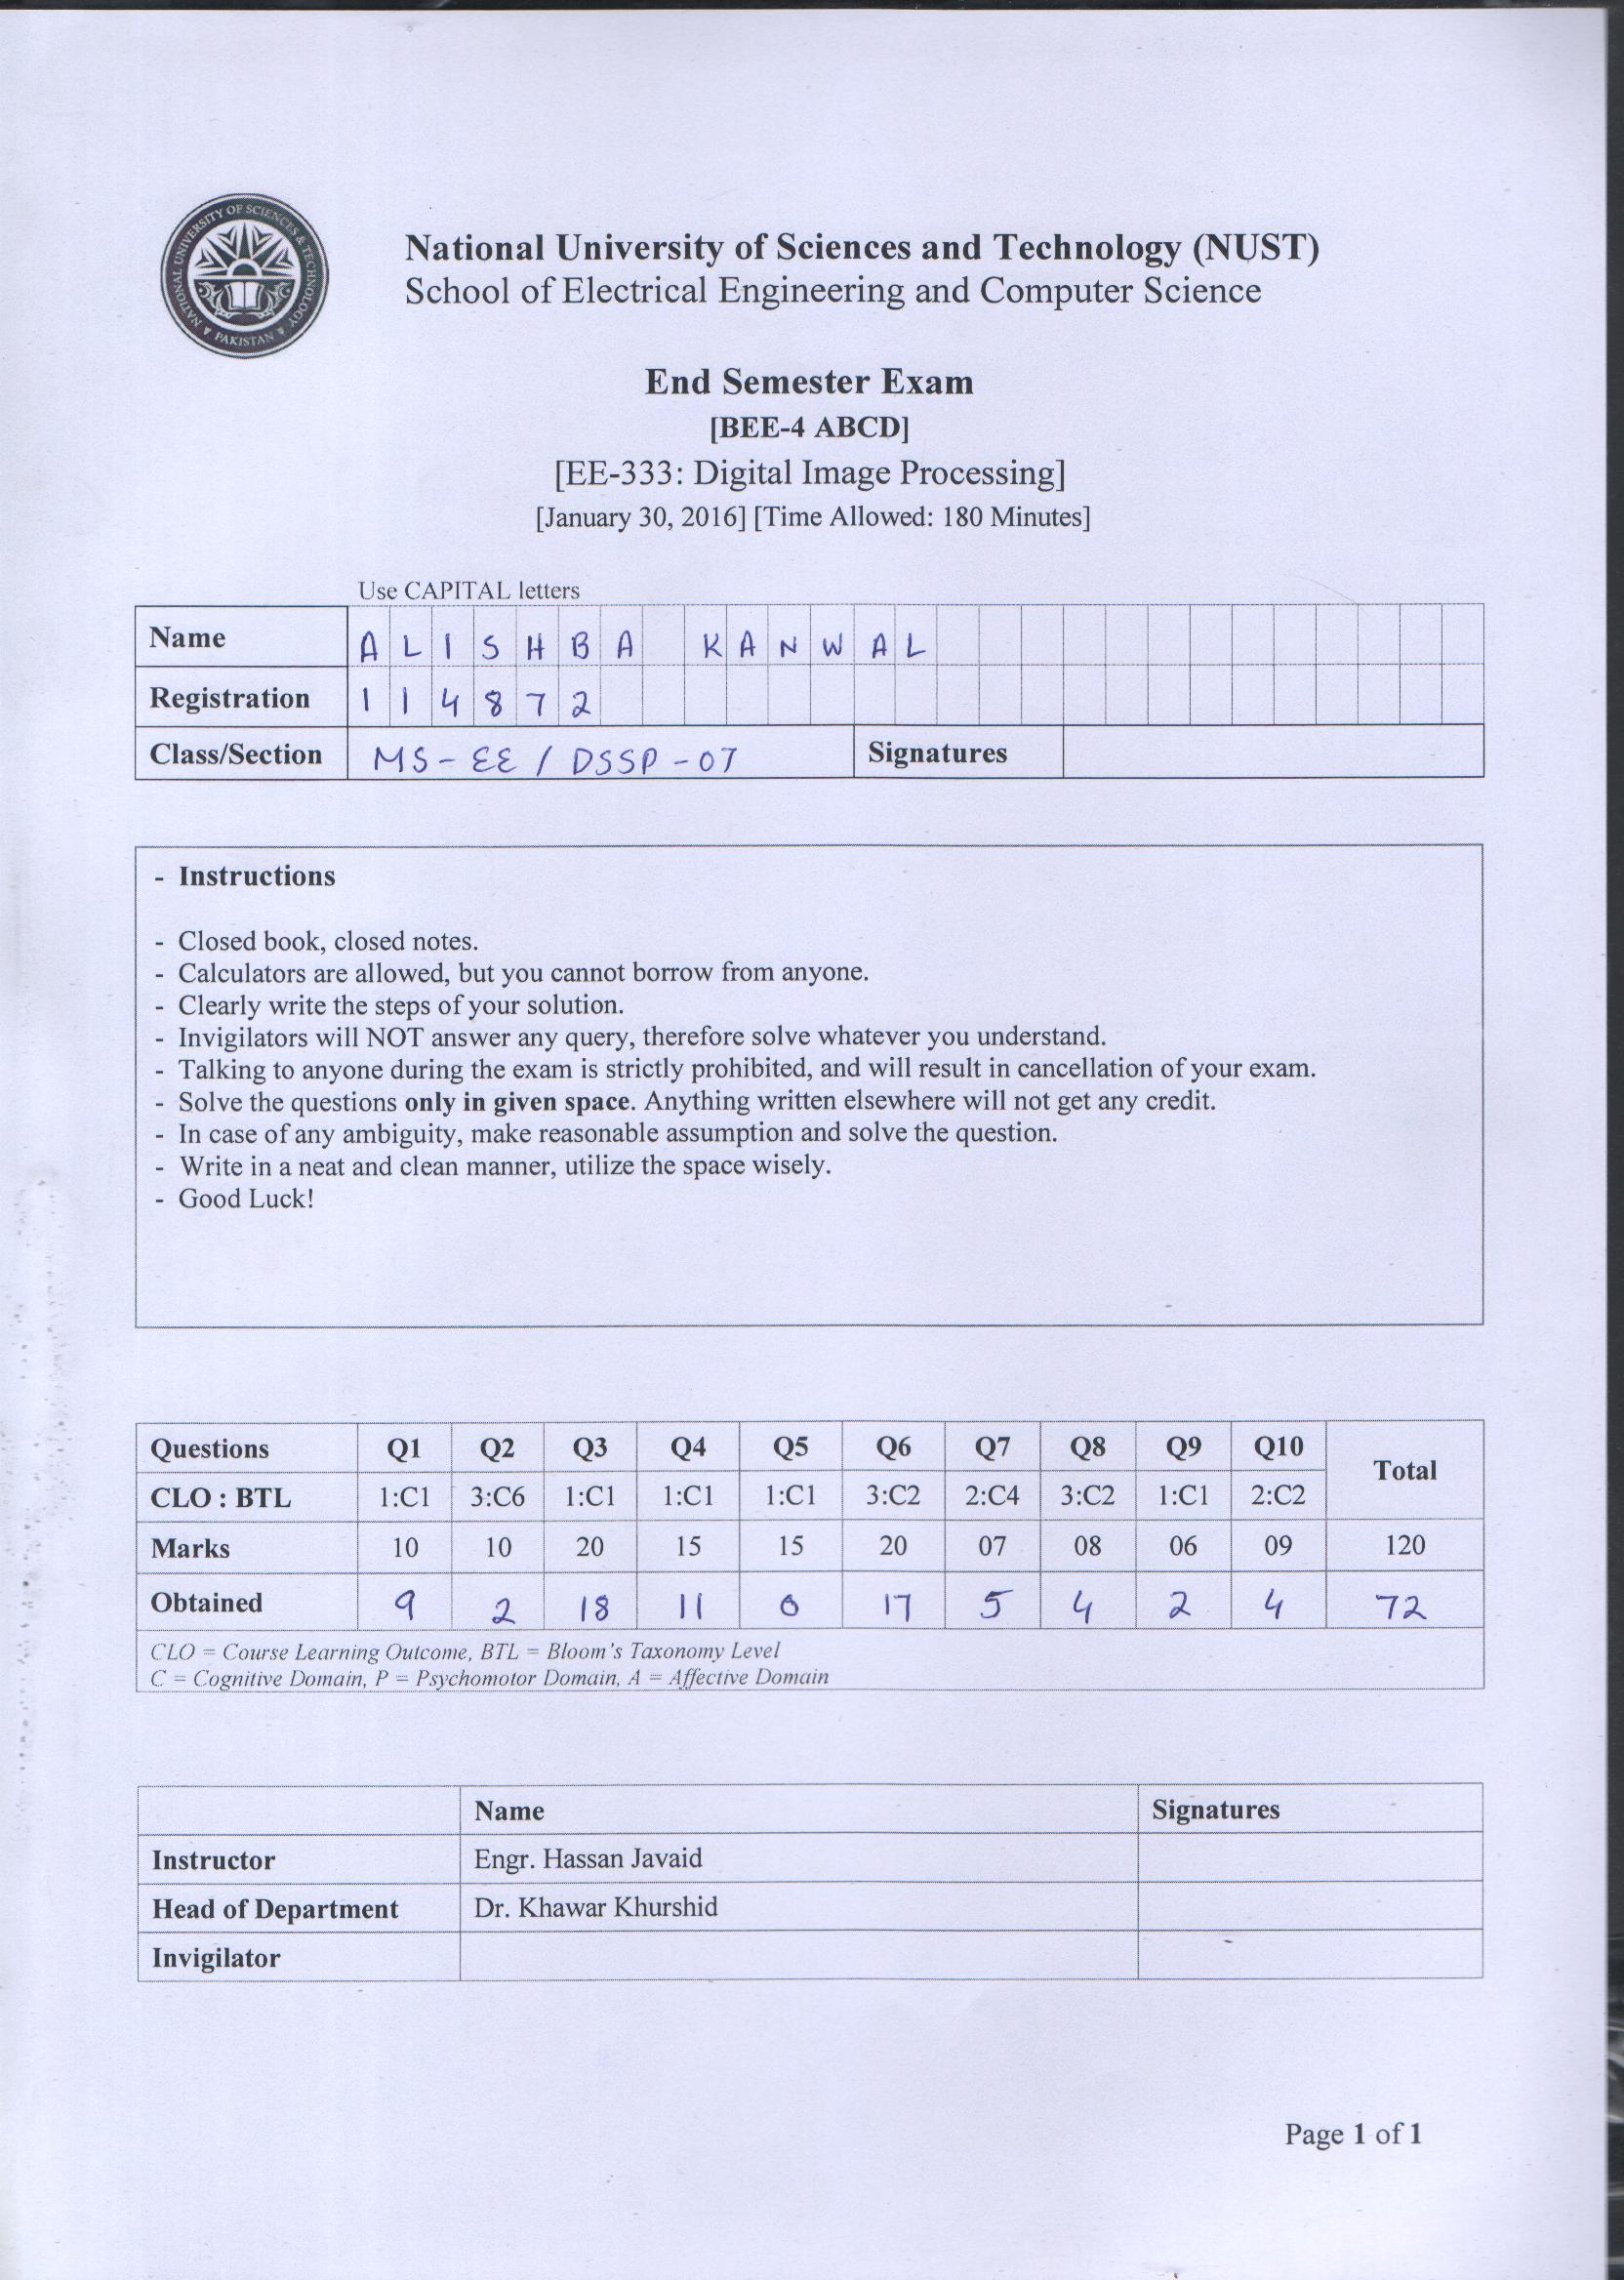 NATIONAL UNIVERSITY OF SCIENCES & TECHNOLOGY
PAKISTAN
National University of Sciences and Technology (NUST)
School of Electrical Engineering and Computer Science
End Semester Exam
[BEE-4 ABCD]
[EE-333: Digital Image Processing]
[January 30, 2016] [Time Allowed: 180 Minutes]
Use CAPITAL letters
Name ALISHBA KANWAL
Registration 114872
Class/Section MS-EE / DSSP-07 Signatures
- Instructions
- Closed book, closed notes.
- Calculators are allowed, but you cannot borrow from anyone.
- Clearly write the steps of your solution.
- Invigilators will NOT answer any query, therefore solve whatever you understand.
- Talking to anyone during the exam is strictly prohibited, and will result in cancellation of your exam.
- Solve the questions only in given space. Anything written elsewhere will not get any credit.
- In case of any ambiguity, make reasonable assumption and solve the question.
- Write in a neat and clean manner, utilize the space wisely.
- Good Luck!
Questions Q1 Q2 Q3 Q4 Q5 Q6 Q7 Q8 Q9 Q10 Total
CLO : BTL 1:C1 3:C6 1:C1 1:C1 1:C1 3:C2 2:C4 3:C2 1:C1 2:C2
Marks 10 10 20 15 15 20 07 08 06 09 120
Obtained 9 2 18 11 0 17 5 4 2 4 72
CLO = Course Learning Outcome, BTL = Bloom's Taxonomy Level
C = Cognitive Domain, P = Psychomotor Domain, A = Affective Domain
Name Signatures
Instructor Engr. Hassan Javaid
Head of Department Dr. Khawar Khurshid
Invigilator
Page 1 of 1